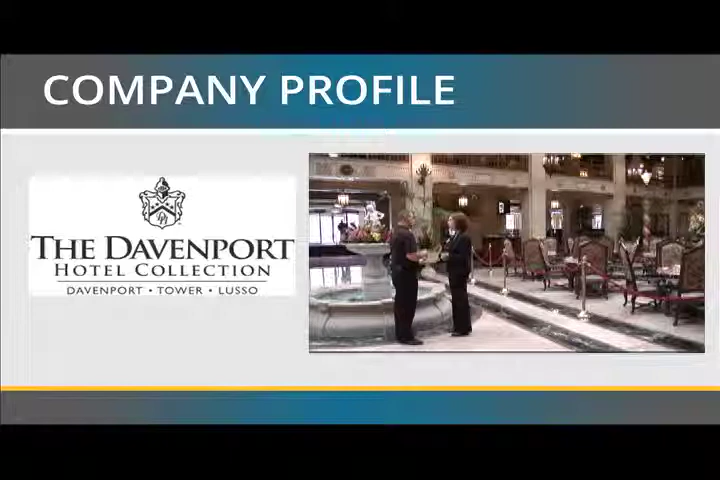 COMPANY PROFILE
THE DAVENPORT
HOTEL COLLECTION
DAVENPORT • TOWER • LUSSO